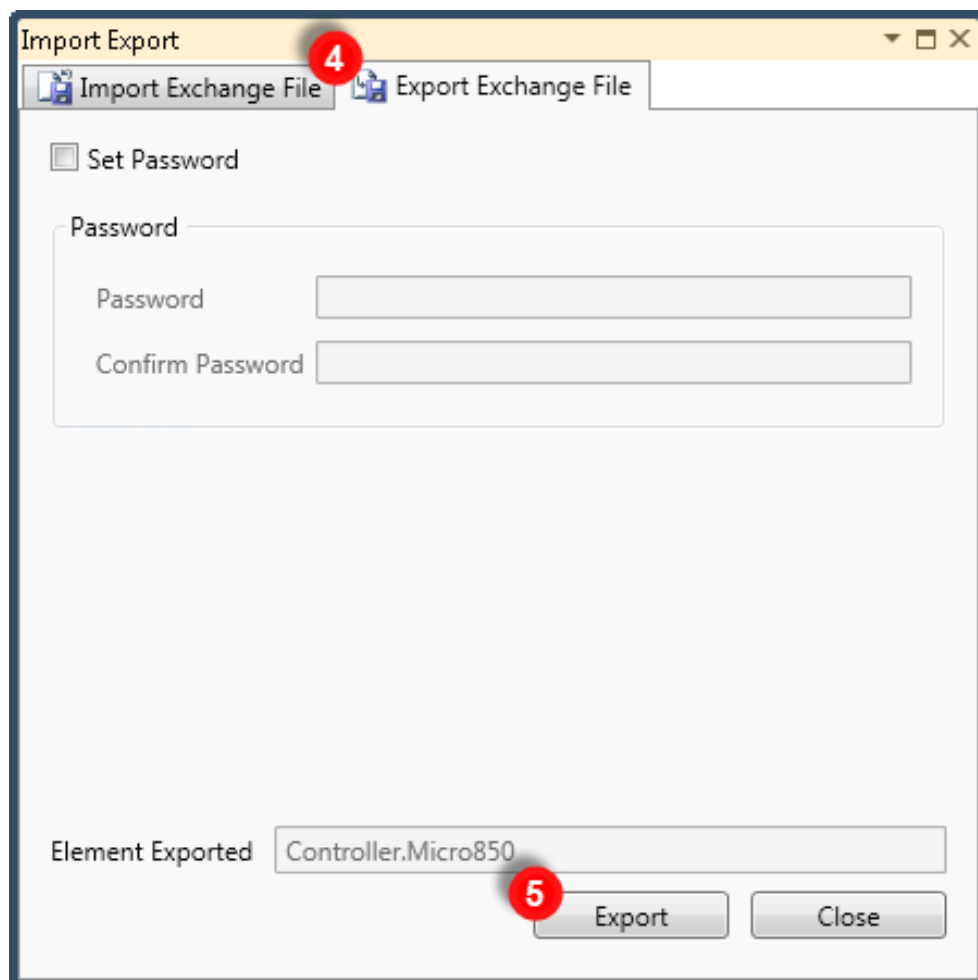 Import Export
4
Import Exchange File Export Exchange File
Set Password
Password
Password
Confirm Password
Element Exported Controller.Micro850
5
Export Close